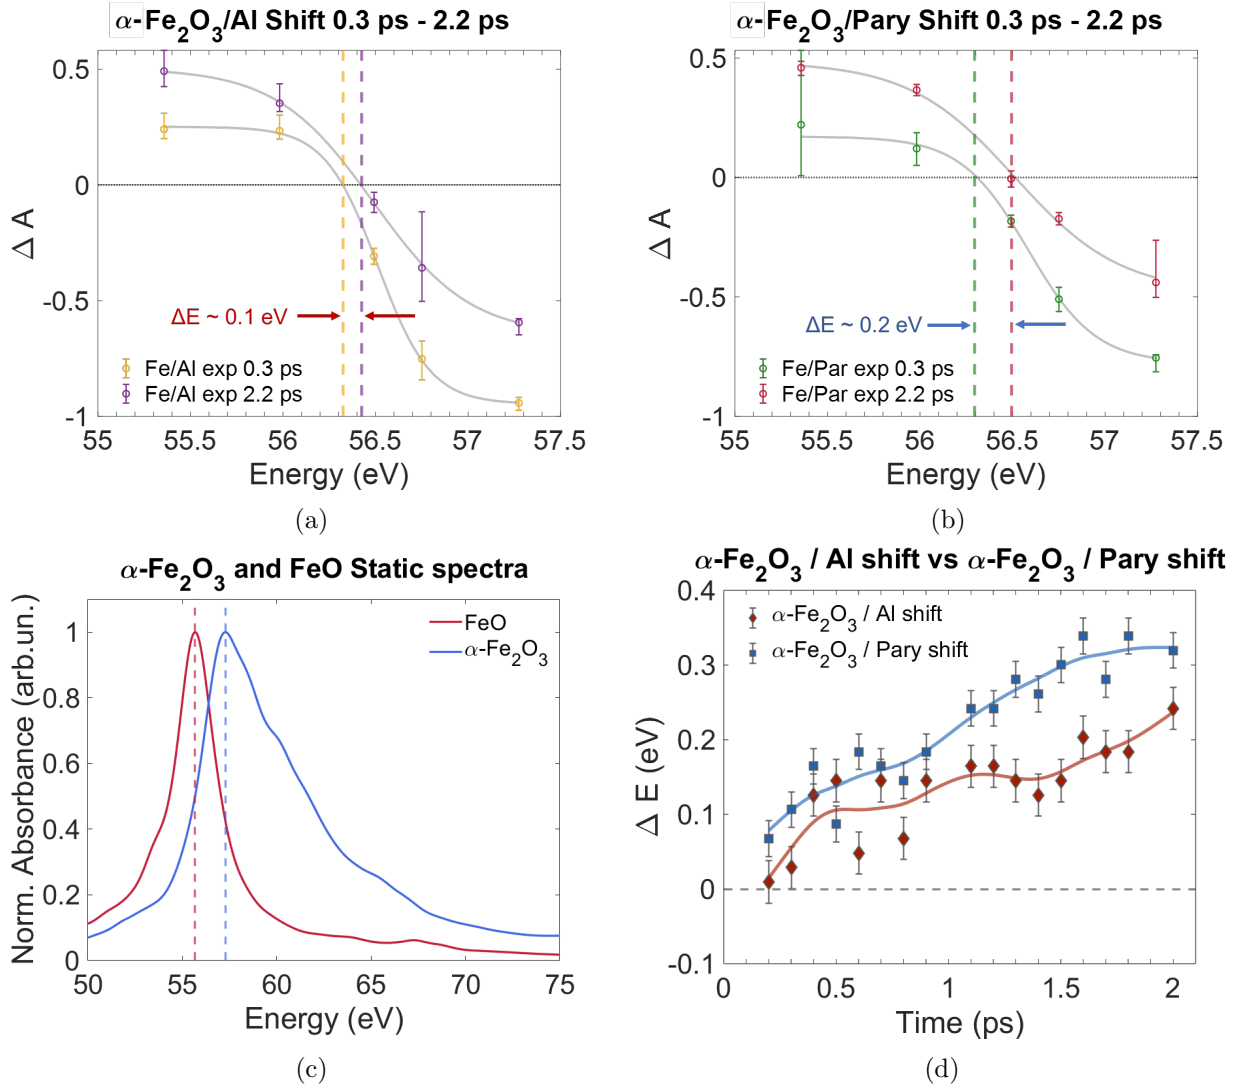 α-Fe₂O₃/Al Shift 0.3 ps - 2.2 ps
0.5
0
-0.5
-1
Δ A
ΔE ~ 0.1 eV
Fe/Al exp 0.3 ps
Fe/Al exp 2.2 ps
55 55.5 56 56.5 57 57.5
Energy (eV)
(a)
α-Fe₂O₃/Pary Shift 0.3 ps - 2.2 ps
0.5
0
-0.5
-1
Δ A
ΔE ~ 0.2 eV
Fe/Par exp 0.3 ps
Fe/Par exp 2.2 ps
55 55.5 56 56.5 57 57.5
Energy (eV)
(b)
α-Fe₂O₃ and FeO Static spectra
FeO
α-Fe₂O₃
1
0.8
0.6
0.4
0.2
0
Norm. Absorbance (arb.un.)
50 55 60 65 70 75
Energy (eV)
(c)
α-Fe₂O₃ / Al shift vs α-Fe₂O₃ / Pary shift
α-Fe₂O₃ / Al shift
α-Fe₂O₃ / Pary shift
0.4
0.3
0.2
0.1
0
-0.1
Δ E (eV)
0 0.5 1 1.5 2
Time (ps)
(d)